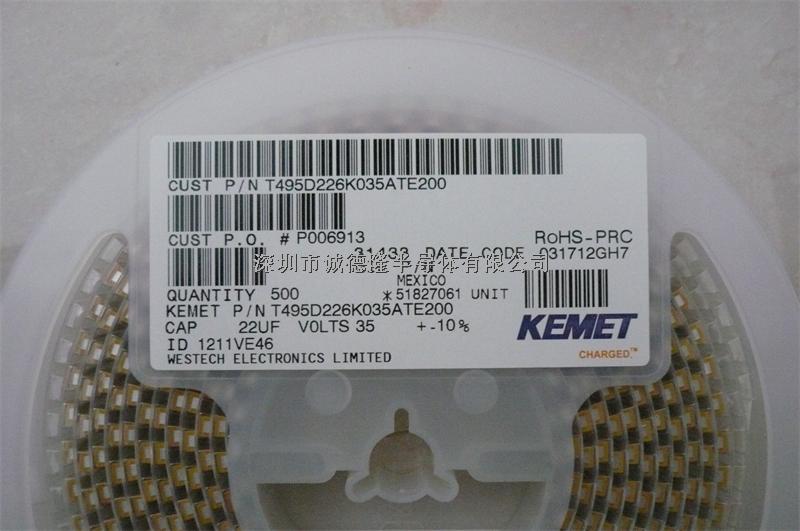 CUST P/N T495D226K035ATE200
CUST P.O. # P006913
31433 DATE CODE 031712GH7
RoHS-PRC
深圳市诚德隆半导体有限公司
MEXICO
QUANTITY 500 *51827061 UNIT
KEMET P/N T495D226K035ATE200
CAP 22UF VOLTS 35 +-10%
ID 1211VE46
WESTECH ELECTRONICS LIMITED
KEMET
CHARGED.™